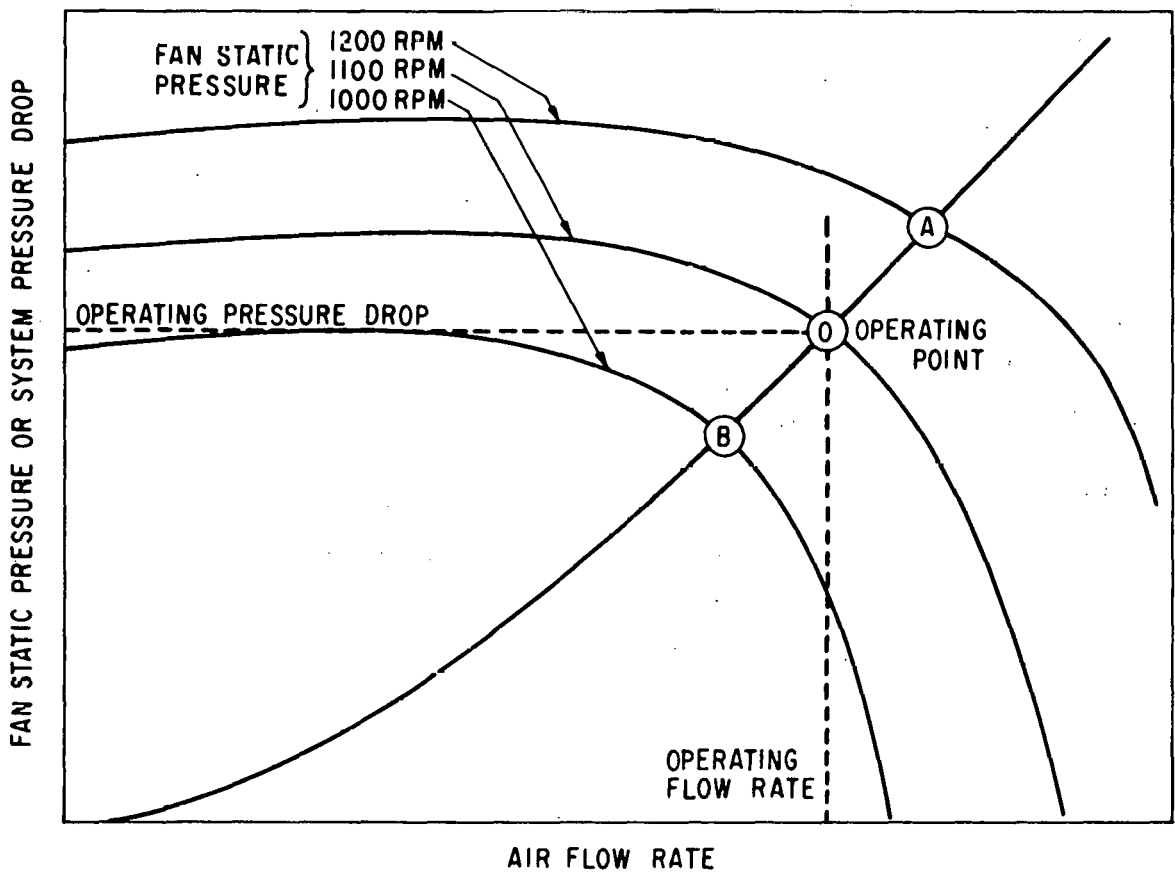 FAN STATIC PRESSURE OR SYSTEM PRESSURE DROP
FAN STATIC
PRESSURE
1200 RPM
1100 RPM
1000 RPM
A
OPERATING PRESSURE DROP
O
OPERATING
POINT
B
OPERATING
FLOW RATE
AIR FLOW RATE